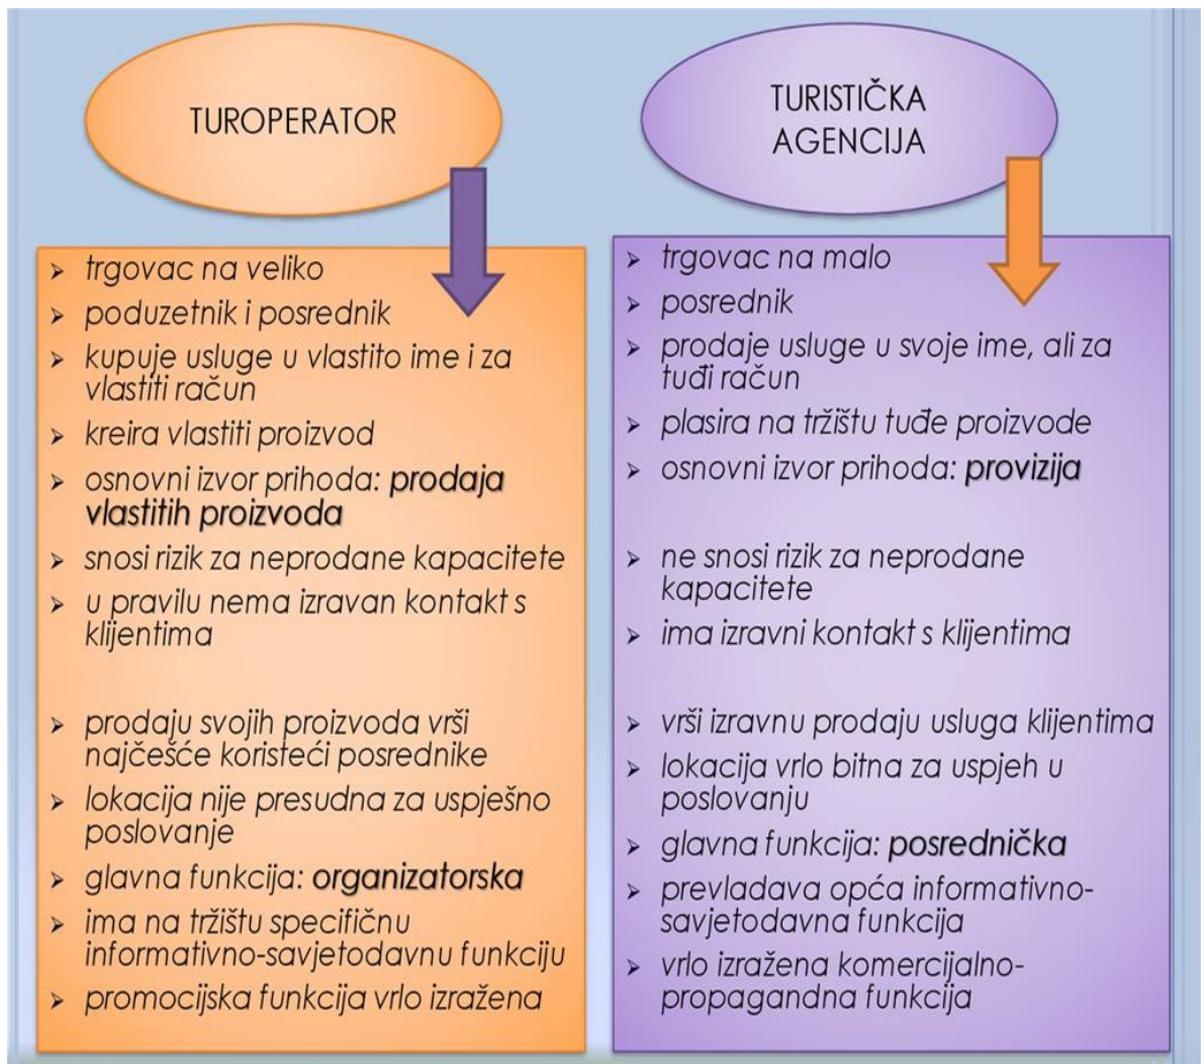 TUROPERATOR
➢ trgovac na veliko
➢ poduzetnik i posrednik
➢ kupuje usluge u vlastito ime i za
vlastiti račun
➢ kreira vlastiti proizvod
➢ osnovni izvor prihoda: prodaja
vlastitih proizvoda
➢ snosi rizik za neprodane kapacitete
➢ u pravilu nema izravan kontakt s
klijentima
➢ prodaju svojih proizvoda vrši
najčešće koristeći posrednike
➢ lokacija nije presudna za uspješno
poslovanje
➢ glavna funkcija: organizatorska
➢ ima na tržištu specifičnu
informativno-savjetodavnu funkciju
➢ promocijska funkcija vrlo izražena
TURISTIČKA
AGENCIJA
➢ trgovac na malo
➢ posrednik
➢ prodaje usluge u svoje ime, ali za
tuđi račun
➢ plasira na tržištu tuđe proizvode
➢ osnovni izvor prihoda: provizija
➢ ne snosi rizik za neprodane
kapacitete
➢ ima izravni kontakt s klijentima
➢ vrši izravnu prodaju usluga klijentima
➢ lokacija vrlo bitna za uspjeh u
poslovanju
➢ glavna funkcija: posrednička
➢ prevladava opća informativno-
savjetodavna funkcija
➢ vrlo izražena komercijalno-
propagandna funkcija